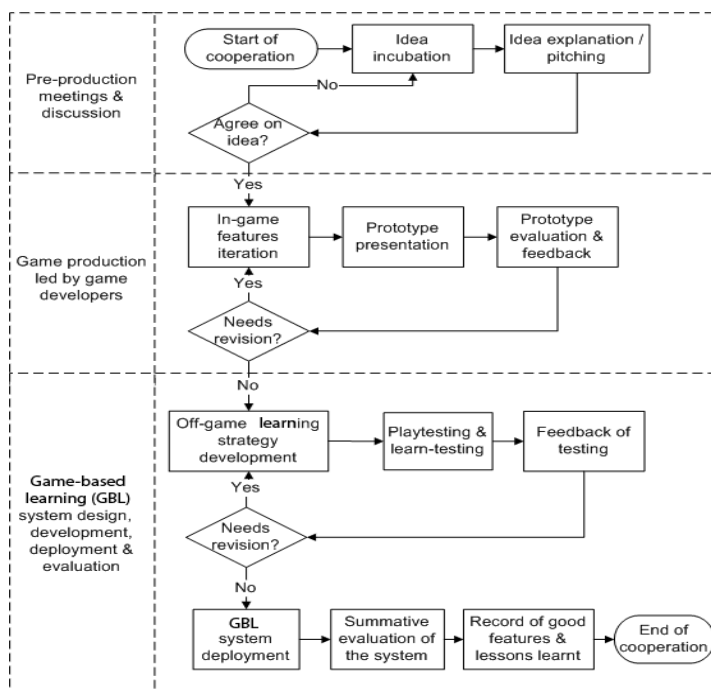 Pre-production
meetings &
discussion
Start of
cooperation
Idea
incubation
Idea explanation /
pitching
No
Agree on
idea?
Yes
Game production
led by game
developers
In-game
features
iteration
Prototype
presentation
Prototype
evaluation &
feedback
Yes
Needs
revision?
No
Game-based
learning (GBL)
system design,
development,
deployment &
evaluation
Off-game learning
strategy
development
Playtesting &
learn-testing
Feedback of
testing
Yes
Needs
revision?
No
GBL
system
deployment
Summative
evaluation of
the system
Record of good
features &
lessons learnt
End of
cooperation